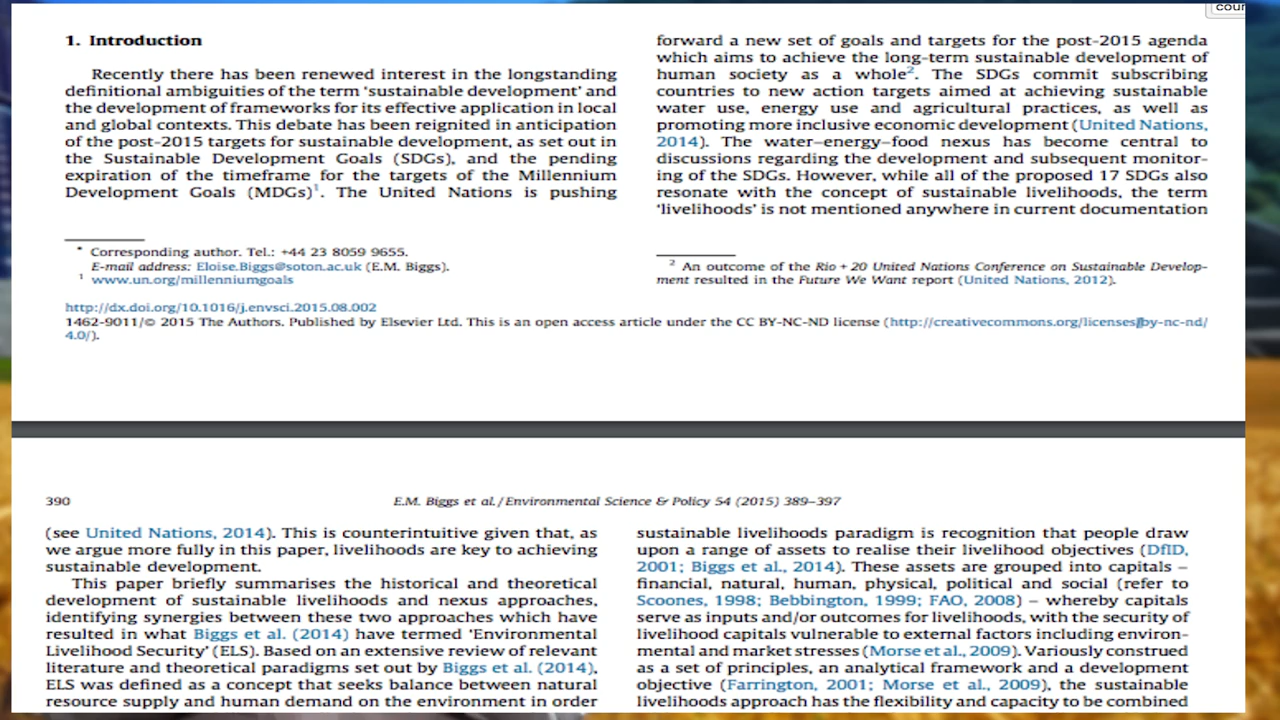 cour
1. Introduction
Recently there has been renewed interest in the longstanding
definitional ambiguities of the term 'sustainable development' and
the development of frameworks for its effective application in local
and global contexts. This debate has been reignited in anticipation
of the post-2015 targets for sustainable development, as set out in
the Sustainable Development Goals (SDGs), and the pending
expiration of the timeframe for the targets of the Millennium
Development Goals (MDGs)1. The United Nations is pushing
* Corresponding author. Tel.: +44 23 8059 9655.
E-mail address: Eloise.Biggs@soton.ac.uk (E.M. Biggs).
1 www.un.org/millenniumgoals
forward a new set of goals and targets for the post-2015 agenda
which aims to achieve the long-term sustainable development of
human society as a whole2. The SDGs commit subscribing
countries to new action targets aimed at achieving sustainable
water use, energy use and agricultural practices, as well as
promoting more inclusive economic development (United Nations,
2014). The water–energy–food nexus has become central to
discussions regarding the development and subsequent monitor-
ing of the SDGs. However, while all of the proposed 17 SDGs also
resonate with the concept of sustainable livelihoods, the term
'livelihoods' is not mentioned anywhere in current documentation
2 An outcome of the Rio + 20 United Nations Conference on Sustainable Develop-
ment resulted in the Future We Want report (United Nations, 2012).
http://dx.doi.org/10.1016/j.envsci.2015.08.002
1462-9011/© 2015 The Authors. Published by Elsevier Ltd. This is an open access article under the CC BY-NC-ND license (http://creativecommons.org/licenses/by-nc-nd/
4.0/).
390
E.M. Biggs et al. / Environmental Science & Policy 54 (2015) 389–397
(see United Nations, 2014). This is counterintuitive given that, as
we argue more fully in this paper, livelihoods are key to achieving
sustainable development.
This paper briefly summarises the historical and theoretical
development of sustainable livelihoods and nexus approaches,
identifying synergies between these two approaches which have
resulted in what Biggs et al. (2014) have termed 'Environmental
Livelihood Security' (ELS). Based on an extensive review of relevant
literature and theoretical paradigms set out by Biggs et al. (2014),
ELS was defined as a concept that seeks balance between natural
resource supply and human demand on the environment in order
sustainable livelihoods paradigm is recognition that people draw
upon a range of assets to realise their livelihood objectives (DfID,
2001; Biggs et al., 2014). These assets are grouped into capitals –
financial, natural, human, physical, political and social (refer to
Scoones, 1998; Bebbington, 1999; FAO, 2008) – whereby capitals
serve as inputs and/or outcomes for livelihoods, with the security of
livelihood capitals vulnerable to external factors including environ-
mental and market stresses (Morse et al., 2009). Variously construed
as a set of principles, an analytical framework and a development
objective (Farrington, 2001; Morse et al., 2009), the sustainable
livelihoods approach has the flexibility and capacity to be combined